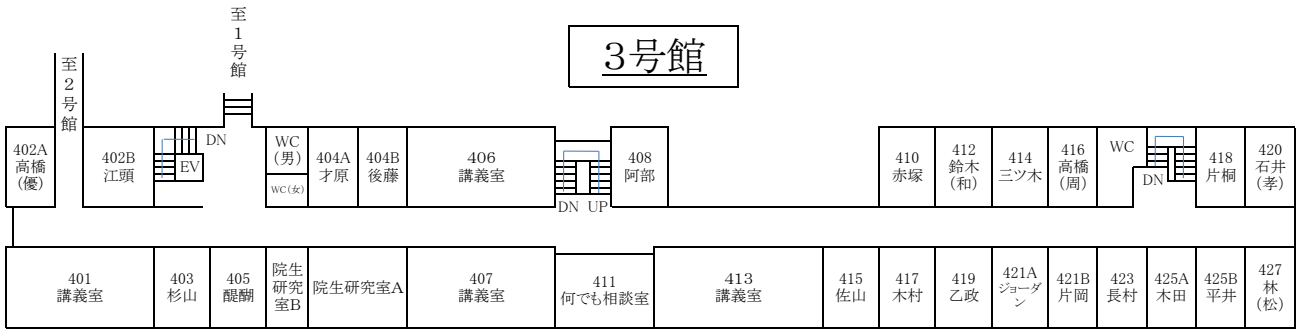 3号館
至1号館
至2号館
402A
高橋
(優)
402B
江頭
DN
EV
WC
(男)
WC(女)
404A
才原
404B
後藤
406
講義室
DN UP
408
阿部
410
赤塚
412
鈴木
(和)
414
三ツ木
416
高橋
(周)
WC
DN
418
片桐
420
石井
(孝)
401
講義室
403
杉山
405
醍醐
院生
研究
室B
院生研究室A
407
講義室
411
何でも相談室
413
講義室
415
佐山
417
木村
419
乙政
421A
ジョーダ
ン
421B
片岡
423
長村
425A
木田
425B
平井
427
林
(松)